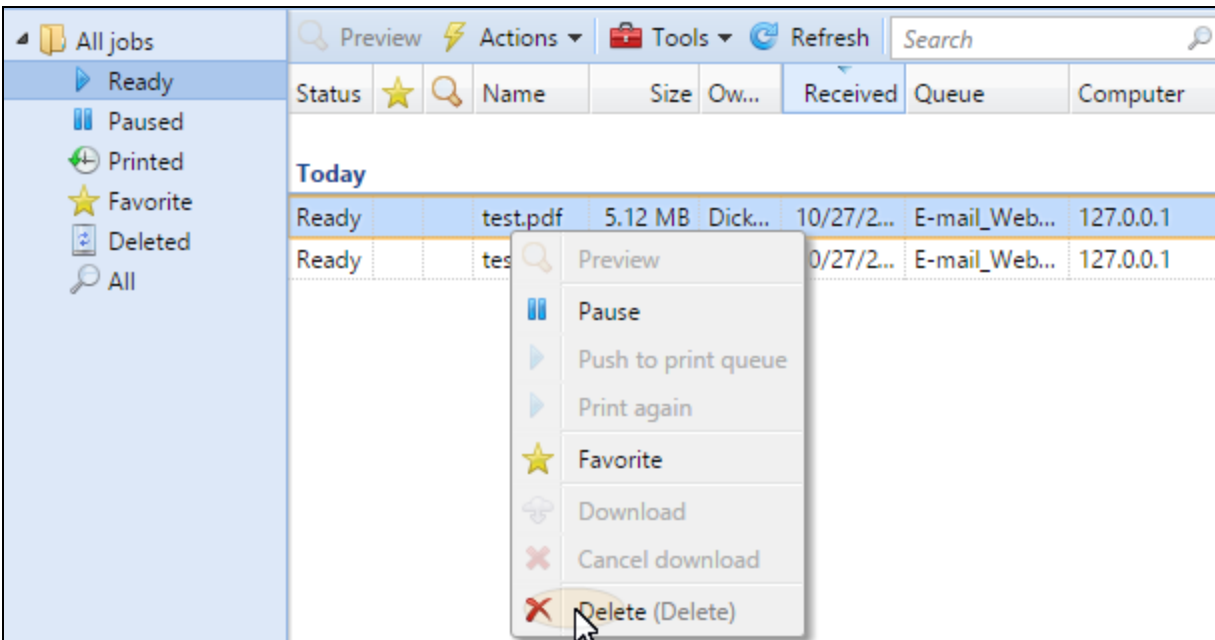 All jobs
Ready
Paused
Printed
Favorite
Deleted
All
Preview Actions Tools Refresh Search
Status Name Size Ow... Received Queue Computer
Today
Ready test.pdf 5.12 MB Dick... 10/27/2... E-mail_Web... 127.0.0.1
Ready tes 0/27/2... E-mail_Web... 127.0.0.1
Preview
Pause
Push to print queue
Print again
Favorite
Download
Cancel download
Delete (Delete)